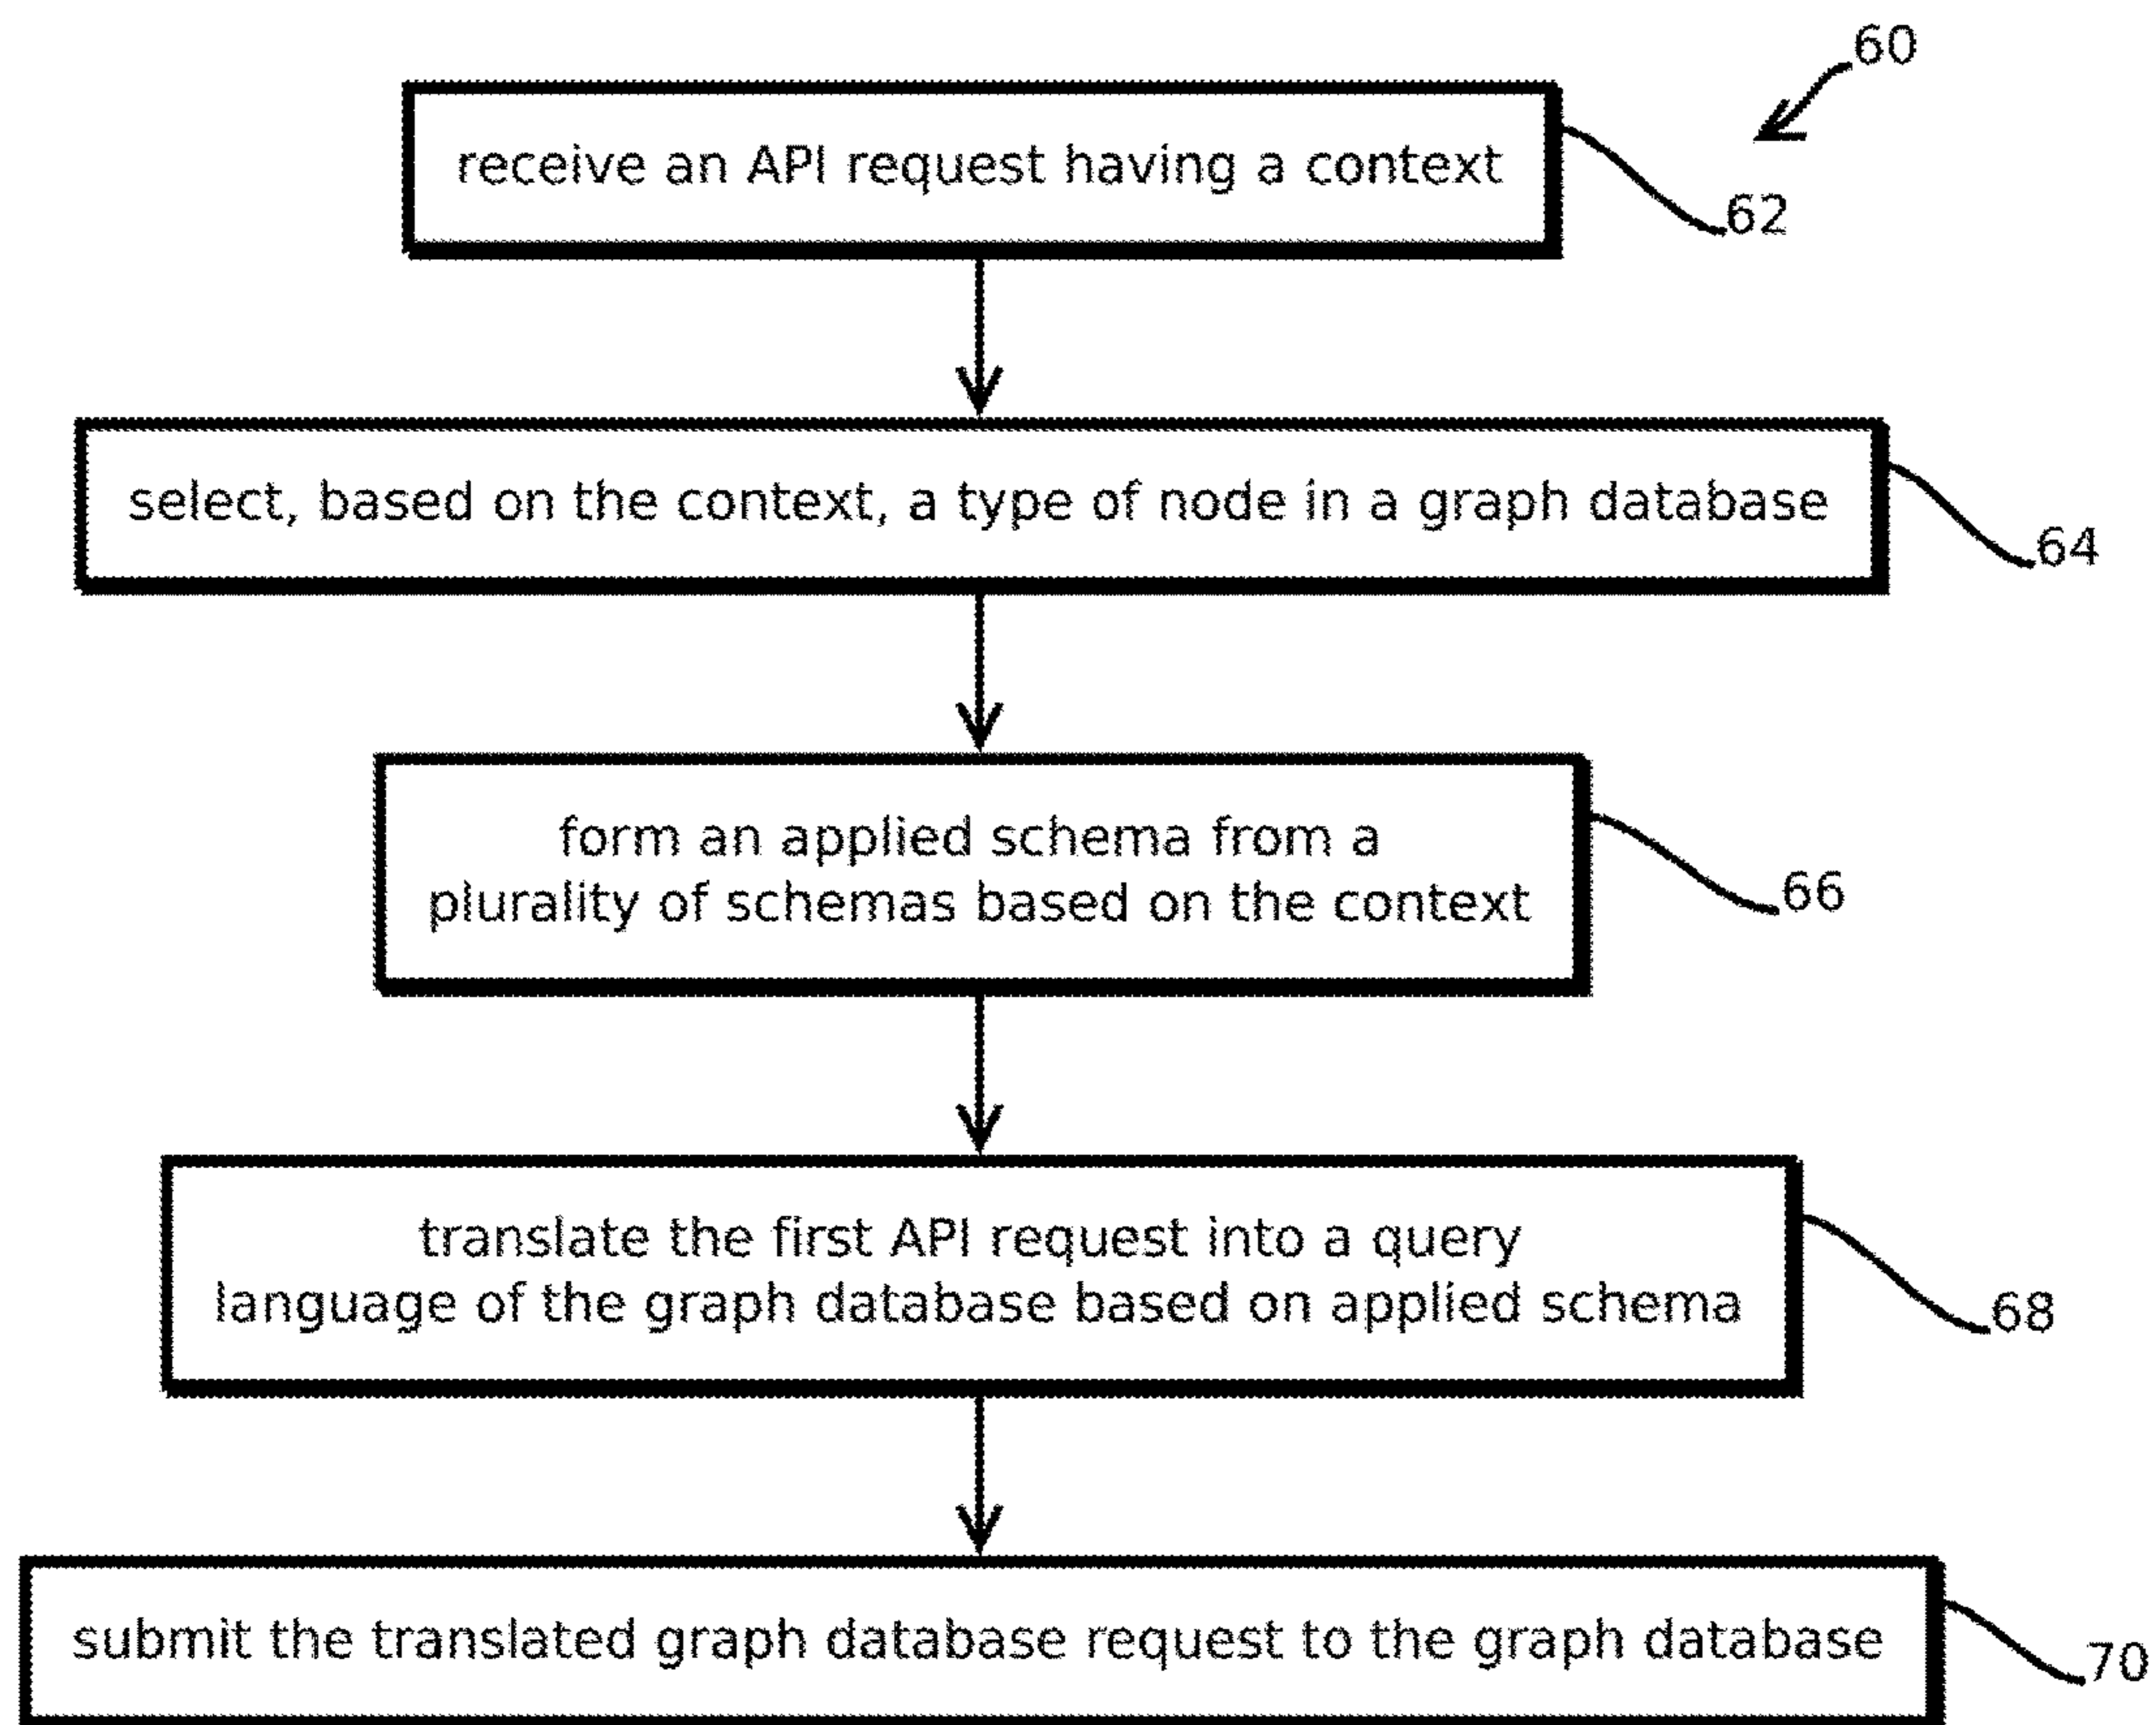 60
receive an API request having a context
62
select, based on the context, a type of node in a graph database
64
form an applied schema from a
plurality of schemas based on the context
66
translate the first API request into a query
language of the graph database based on applied schema
68
submit the translated graph database request to the graph database
70